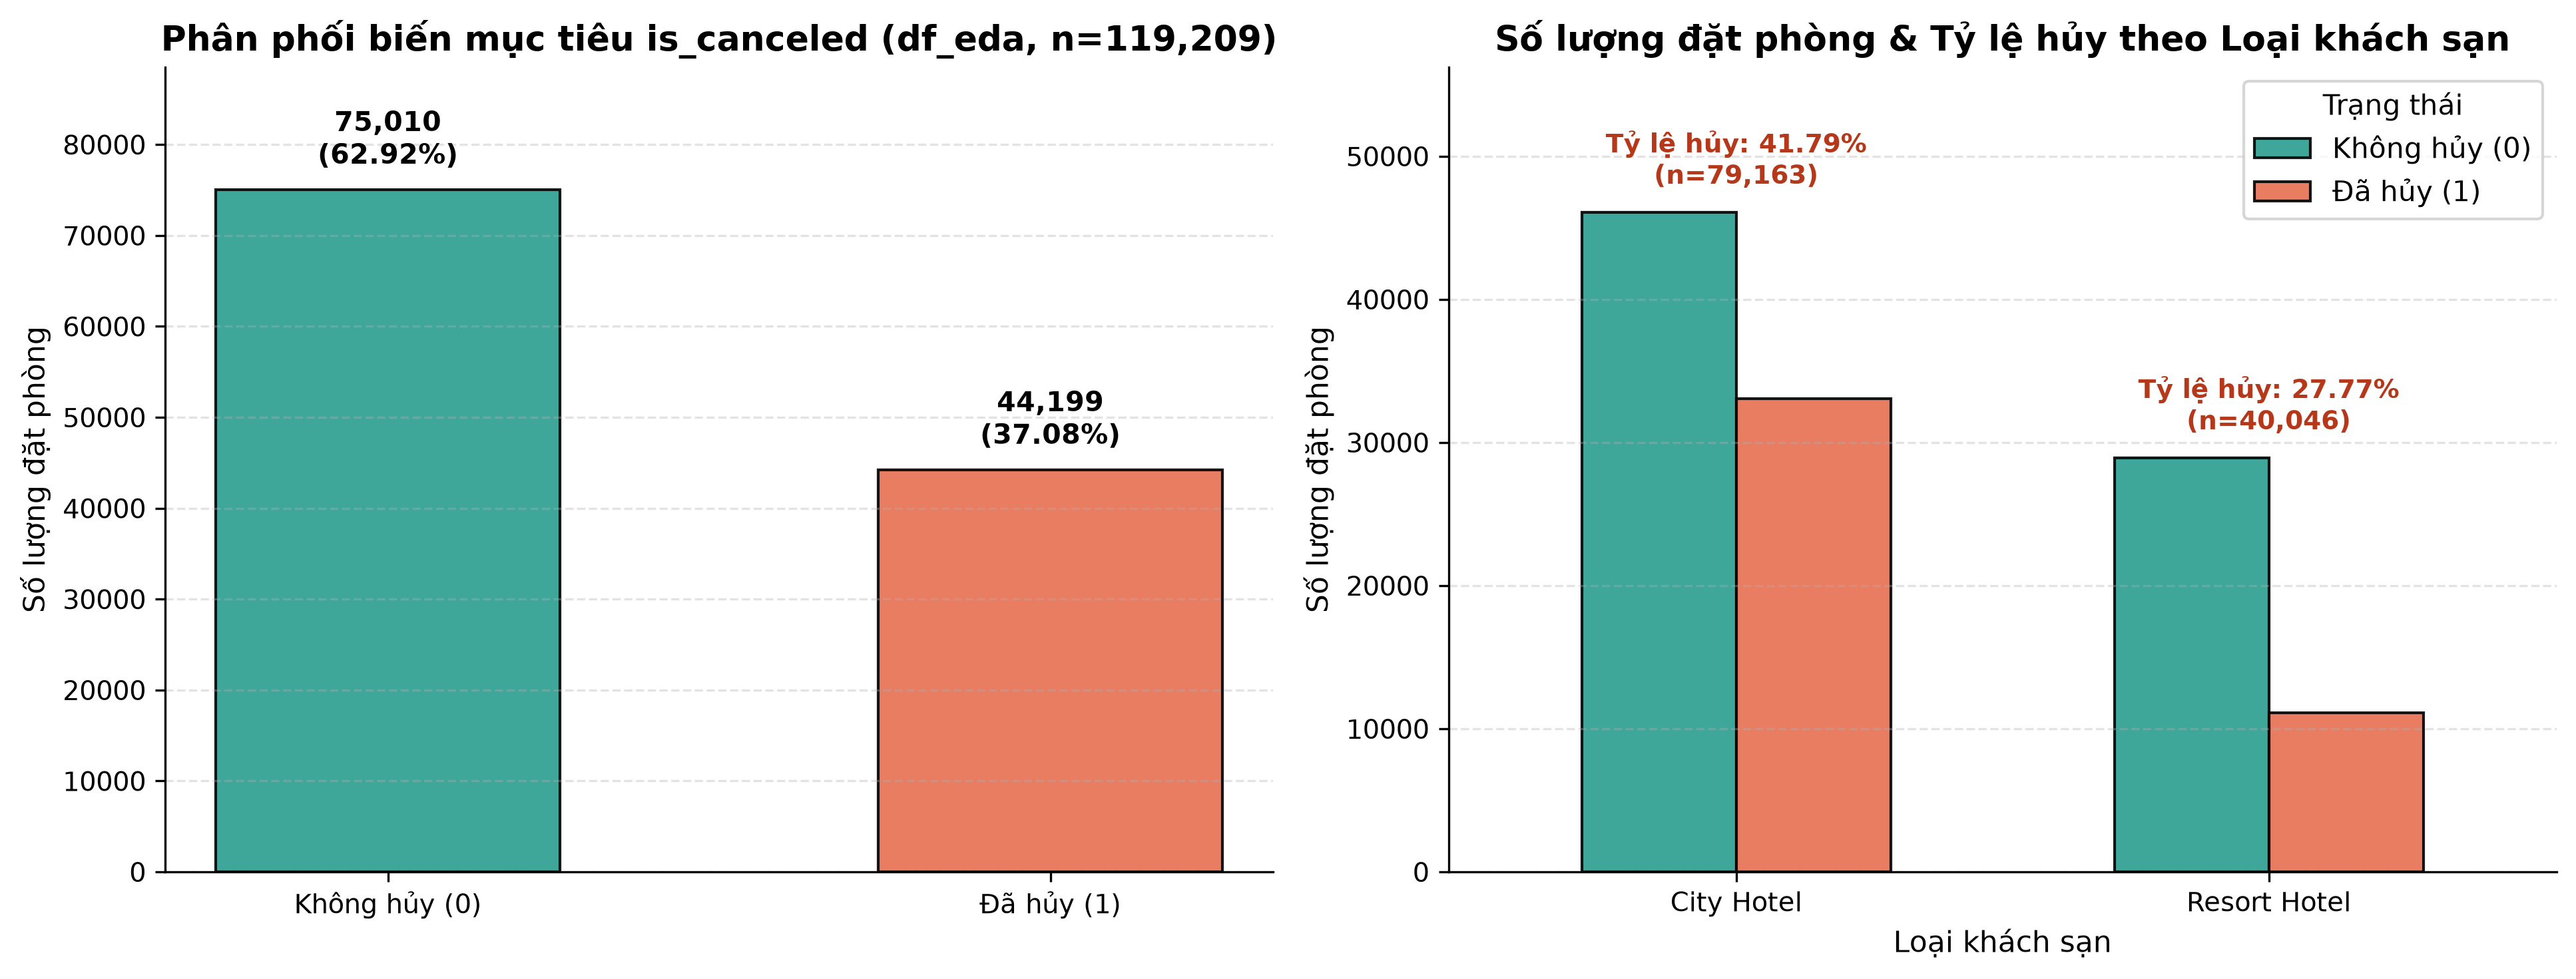 Phân phối biến mục tiêu is_canceled (df_eda, n=119,209)
Số lượng đặt phòng
80000
70000
60000
50000
40000
30000
20000
10000
0
75,010
(62.92%)
44,199
(37.08%)
Không hủy (0)
Đã hủy (1)
Số lượng đặt phòng & Tỷ lệ hủy theo Loại khách sạn
Số lượng đặt phòng
50000
40000
30000
20000
10000
0
Tỷ lệ hủy: 41.79%
(n=79,163)
Tỷ lệ hủy: 27.77%
(n=40,046)
Trạng thái
Không hủy (0)
Đã hủy (1)
City Hotel
Resort Hotel
Loại khách sạn